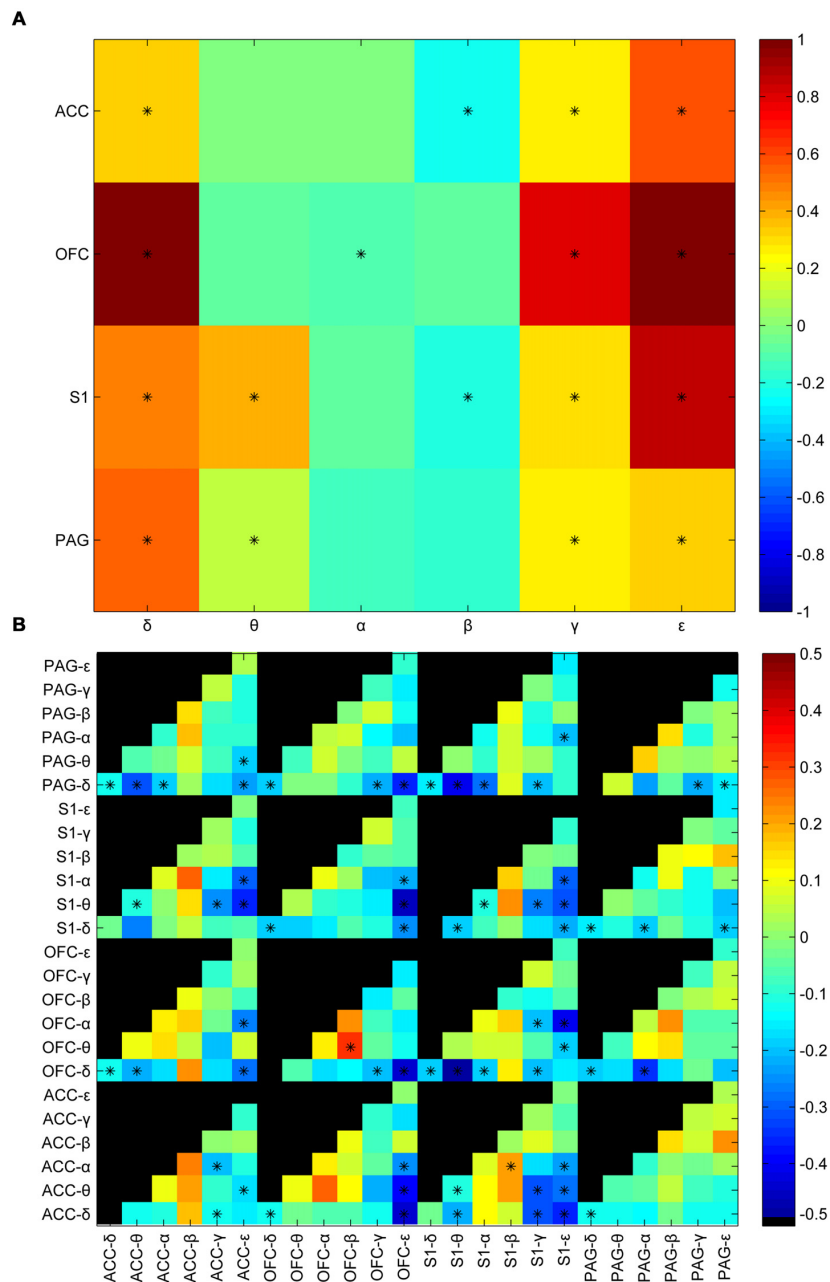 A
ACC
OFC
S1
PAG
δ θ α β γ ε
1
0.8
0.6
0.4
0.2
0
-0.2
-0.4
-0.6
-0.8
-1
B
PAG-ε
PAG-γ
PAG-β
PAG-α
PAG-θ
PAG-δ
S1-ε
S1-γ
S1-β
S1-α
S1-θ
S1-δ
OFC-ε
OFC-γ
OFC-β
OFC-α
OFC-θ
OFC-δ
ACC-ε
ACC-γ
ACC-β
ACC-α
ACC-θ
ACC-δ
ACC-δ
ACC-θ
ACC-α
ACC-β
ACC-γ
ACC-ε
OFC-δ
OFC-θ
OFC-α
OFC-β
OFC-γ
OFC-ε
S1-δ
S1-θ
S1-α
S1-β
S1-γ
S1-ε
PAG-δ
PAG-θ
PAG-α
PAG-β
PAG-γ
PAG-ε
0.5
0.4
0.3
0.2
0.1
0
-0.1
-0.2
-0.3
-0.4
-0.5